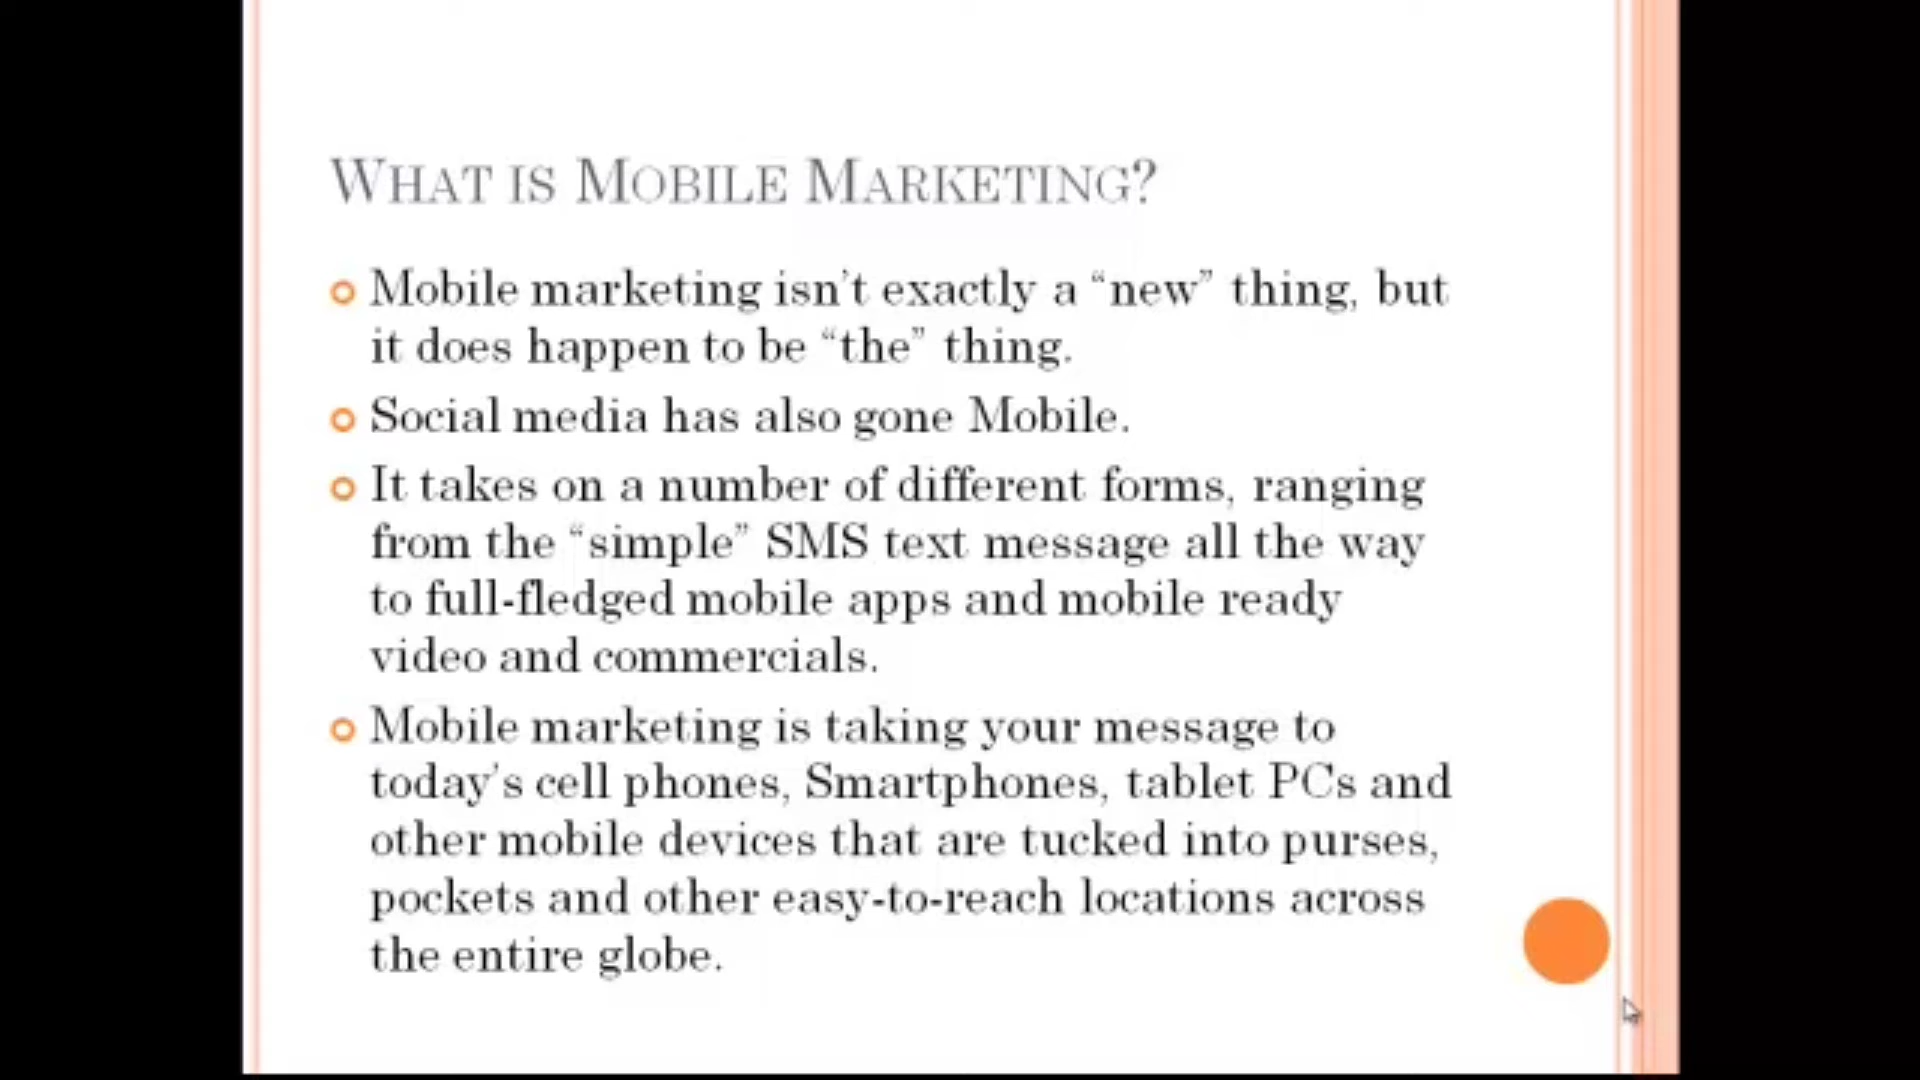 What is Mobile Marketing?
Mobile marketing isn't exactly a “new” thing, but
it does happen to be “the” thing.
Social media has also gone Mobile.
It takes on a number of different forms, ranging
from the “simple” SMS text message all the way
to full-fledged mobile apps and mobile ready
video and commercials.
Mobile marketing is taking your message to
today's cell phones, Smartphones, tablet PCs and
other mobile devices that are tucked into purses,
pockets and other easy-to-reach locations across
the entire globe.